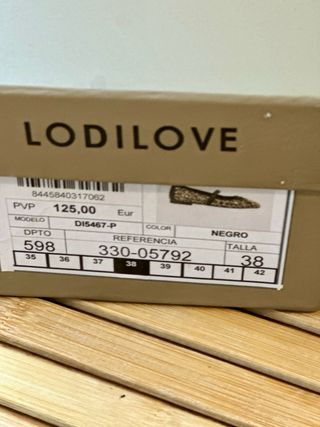 LODILOVE
8445840317062
PVP 125,00 Eur
MODELO DI5467-P COLOR NEGRO
DPTO REFERENCIA TALLA
598 330-05792 38
35 36 37 38 39 40 41 42